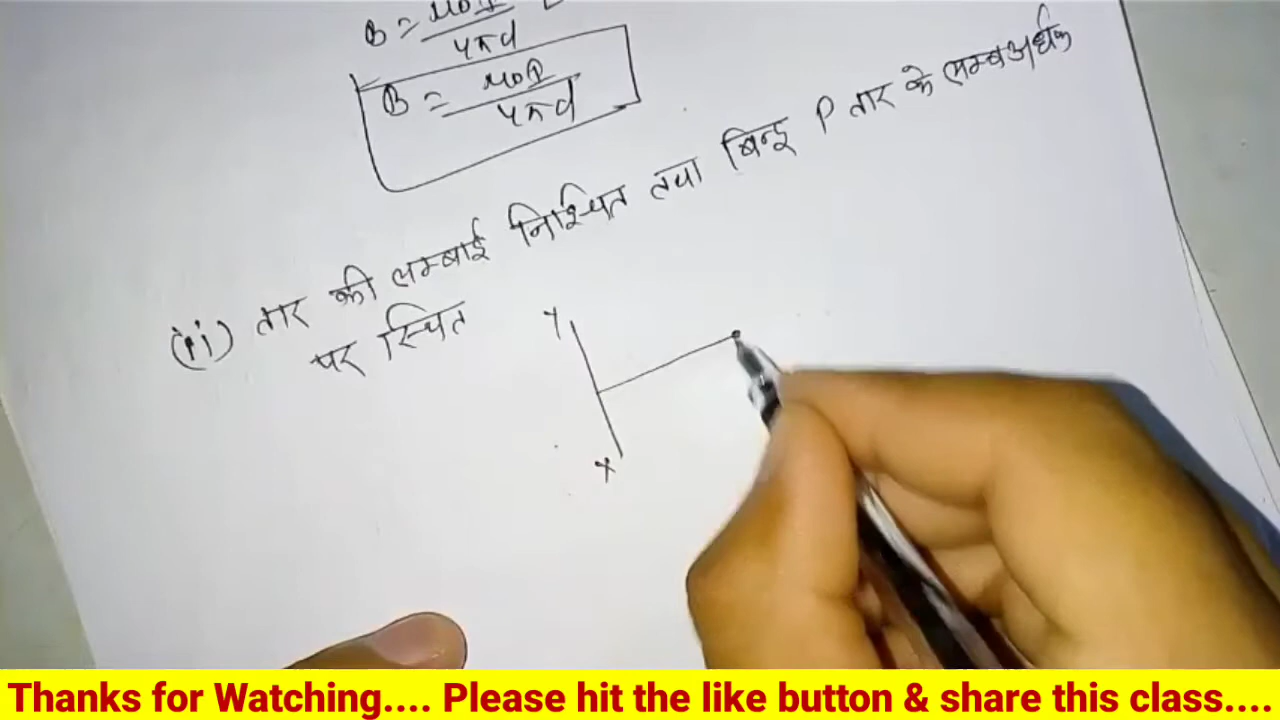 B = μ0I
4πd
B = μ0I
4πd
(iii) तार की लम्बाई निश्चित तथा बिन्दु P तार के लम्बअर्धक
पर स्थित
Y
X
Thanks for Watching.... Please hit the like button & share this class....